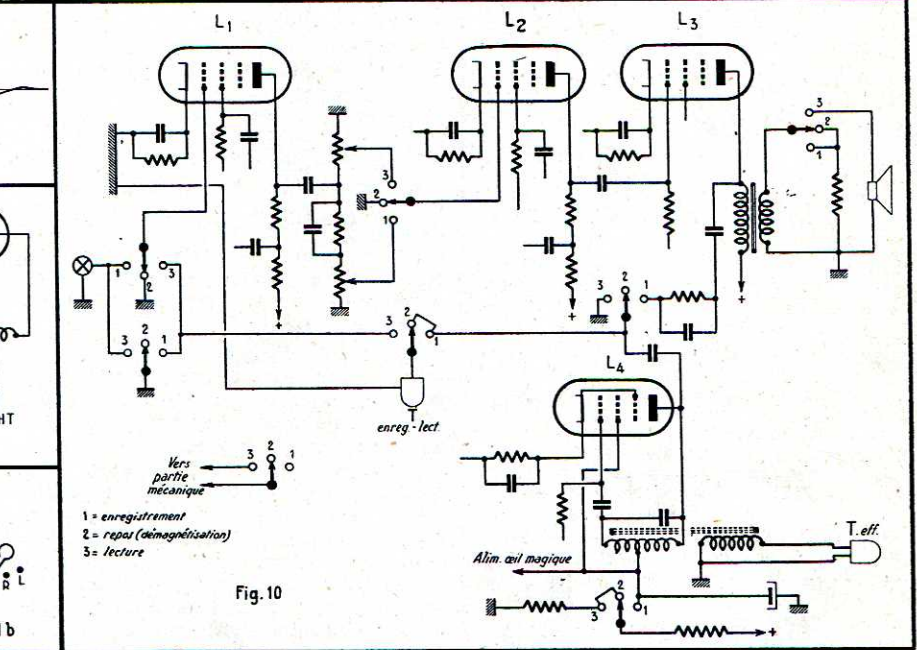 L1
L2
L3
3
2
1
3
2
1
1
2
3
3
2
1
+
3
2
1
3
2
1
+
+
HT
T
enreg.-lect.
L4
3
2
1
Vers
partie
mécanique
1 = enregistrement
2 = repos (démagnétisation)
3 = lecture
Alim. œil magique
T. eff.
Fig. 10
3
2
1
+
R L
1b